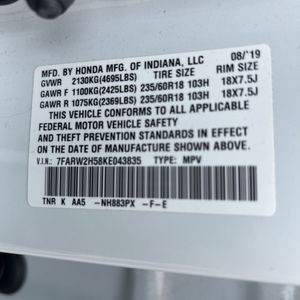 MFD. BY HONDA MFG. OF INDIANA, LLC 08/'19
GVWR 2130KG(4695LBS) TIRE SIZE RIM SIZE
GAWR F 1100KG(2425LBS) 235/60R18 103H 18X7.5J
GAWR R 1075KG(2369LBS) 235/60R18 103H 18X7.5J
THIS VEHICLE CONFORMS TO ALL APPLICABLE
FEDERAL MOTOR VEHICLE SAFETY STANDARDS IN EFFECT
ON THE DATE OF MANUFACTURE SHOWN ABOVE.
V.I.N.: 7FARW2H58KE043835 TYPE: MPV
TNR K AA5 -NH883PX -F-E